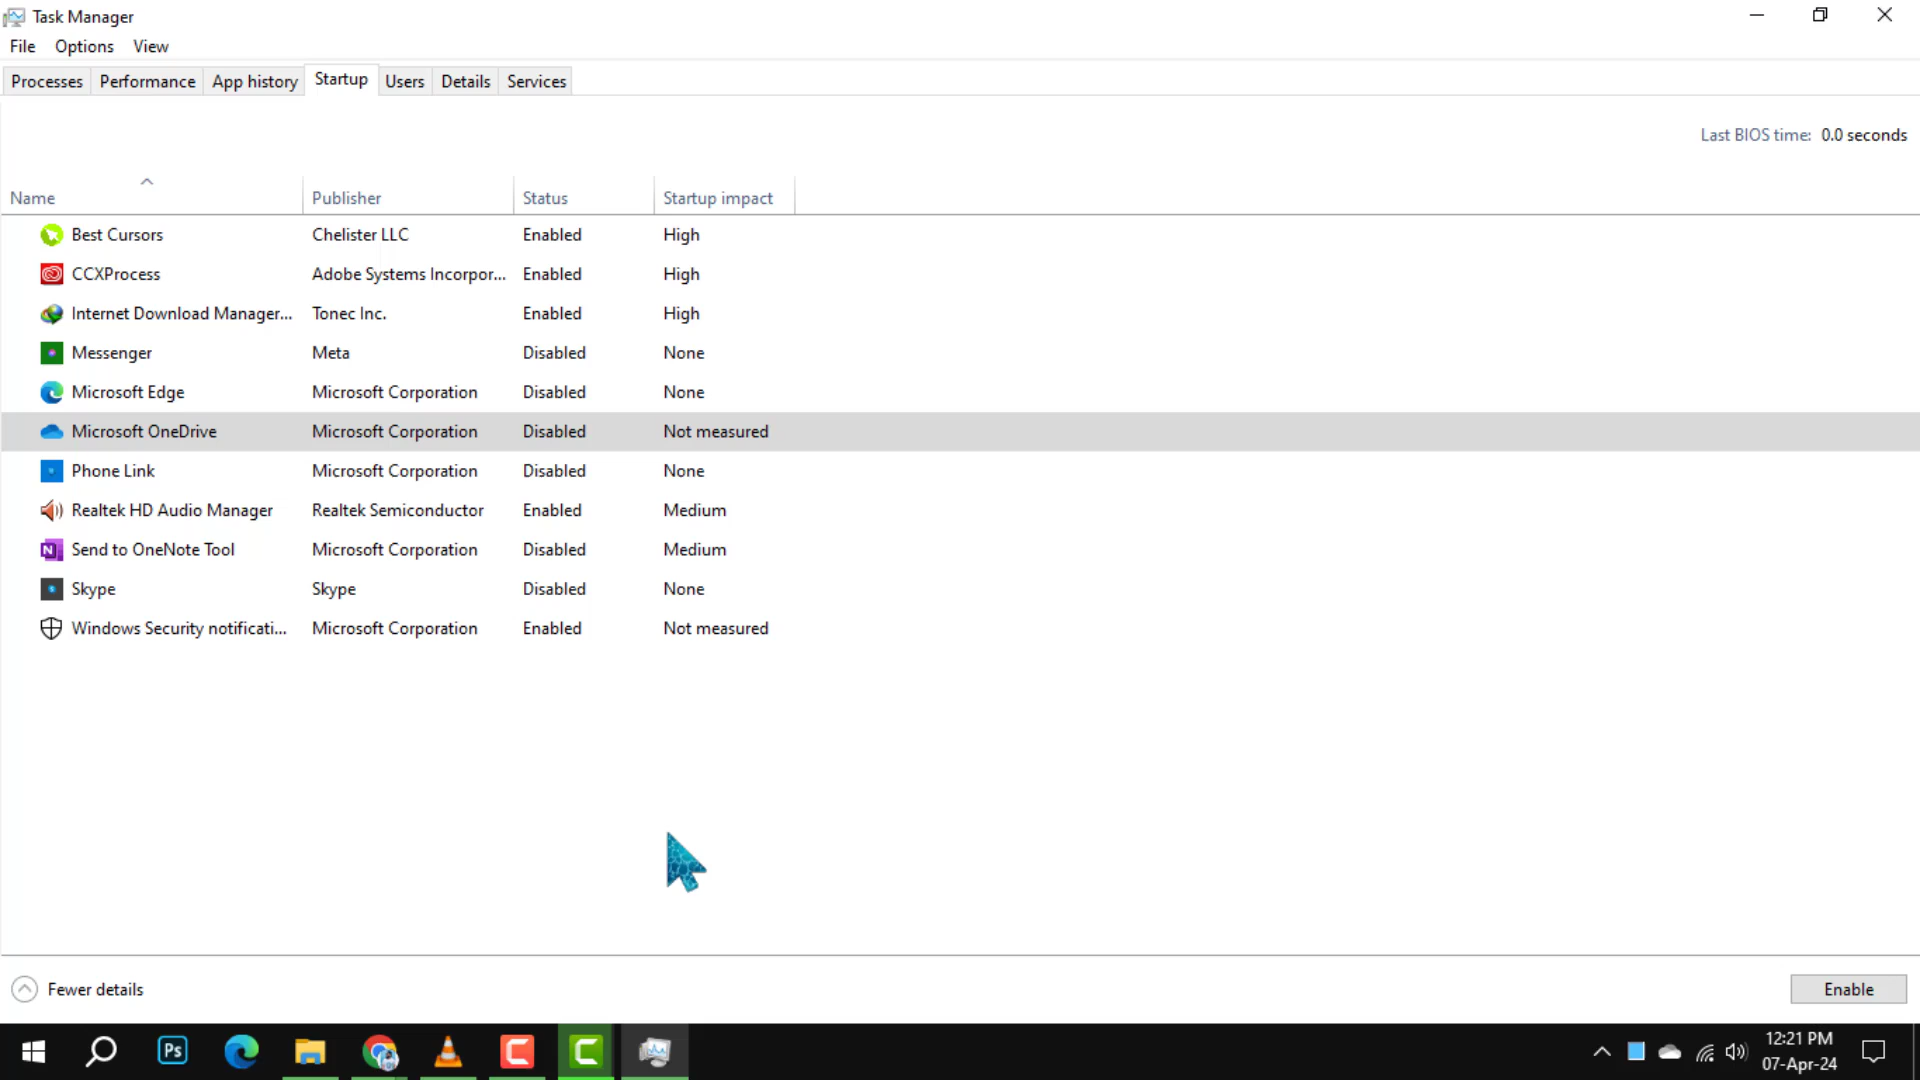 Task Manager
File Options View
Processes Performance App history Startup Users Details Services
Last BIOS time: 0.0 seconds
Name Publisher Status Startup impact
Best Cursors Chelister LLC Enabled High
CCXProcess Adobe Systems Incorpor... Enabled High
Internet Download Manager... Tonec Inc. Enabled High
Messenger Meta Disabled None
Microsoft Edge Microsoft Corporation Disabled None
Microsoft OneDrive Microsoft Corporation Disabled Not measured
Phone Link Microsoft Corporation Disabled None
Realtek HD Audio Manager Realtek Semiconductor Enabled Medium
N Send to OneNote Tool Microsoft Corporation Disabled Medium
Skype Skype Disabled None
Windows Security notificati... Microsoft Corporation Enabled Not measured
Fewer details Enable
Ps C C 12:21 PM
07-Apr-24